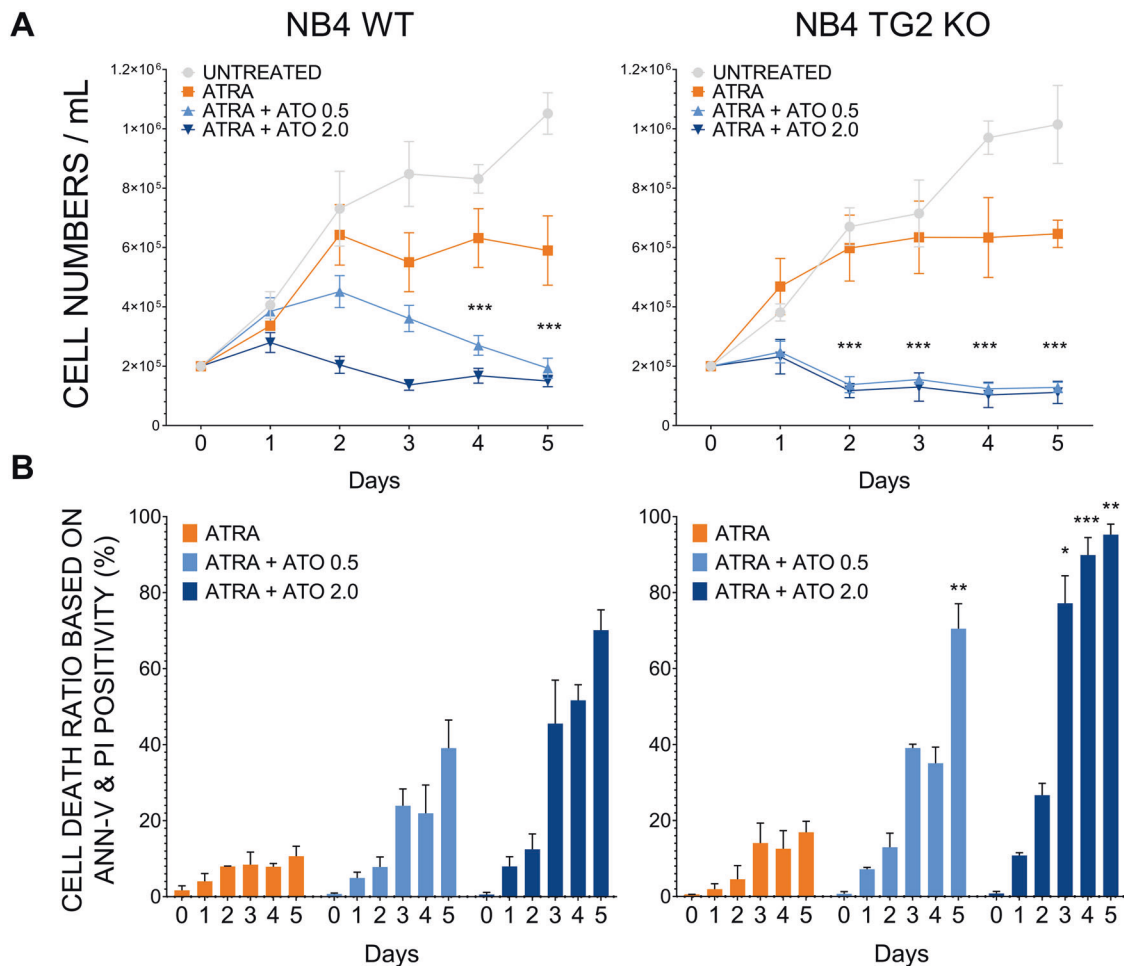 A
NB4 WT
NB4 TG2 KO
CELL NUMBERS / mL
1.2×10⁶
1×10⁶
8×10⁵
6×10⁵
4×10⁵
2×10⁵
0
UNTREATED
ATRA
ATRA + ATO 0.5
ATRA + ATO 2.0
***
***
0 1 2 3 4 5
Days
1.2×10⁶
1×10⁶
8×10⁵
6×10⁵
4×10⁵
2×10⁵
0
UNTREATED
ATRA
ATRA + ATO 0.5
ATRA + ATO 2.0
*** *** *** ***
0 1 2 3 4 5
Days
B
CELL DEATH RATIO BASED ON
ANN-V & PI POSITIVITY (%)
100
80
60
40
20
0
ATRA
ATRA + ATO 0.5
ATRA + ATO 2.0
0 1 2 3 4 5 0 1 2 3 4 5 0 1 2 3 4 5
Days
100
80
60
40
20
0
ATRA
ATRA + ATO 0.5
ATRA + ATO 2.0
**
* *** **
0 1 2 3 4 5 0 1 2 3 4 5 0 1 2 3 4 5
Days